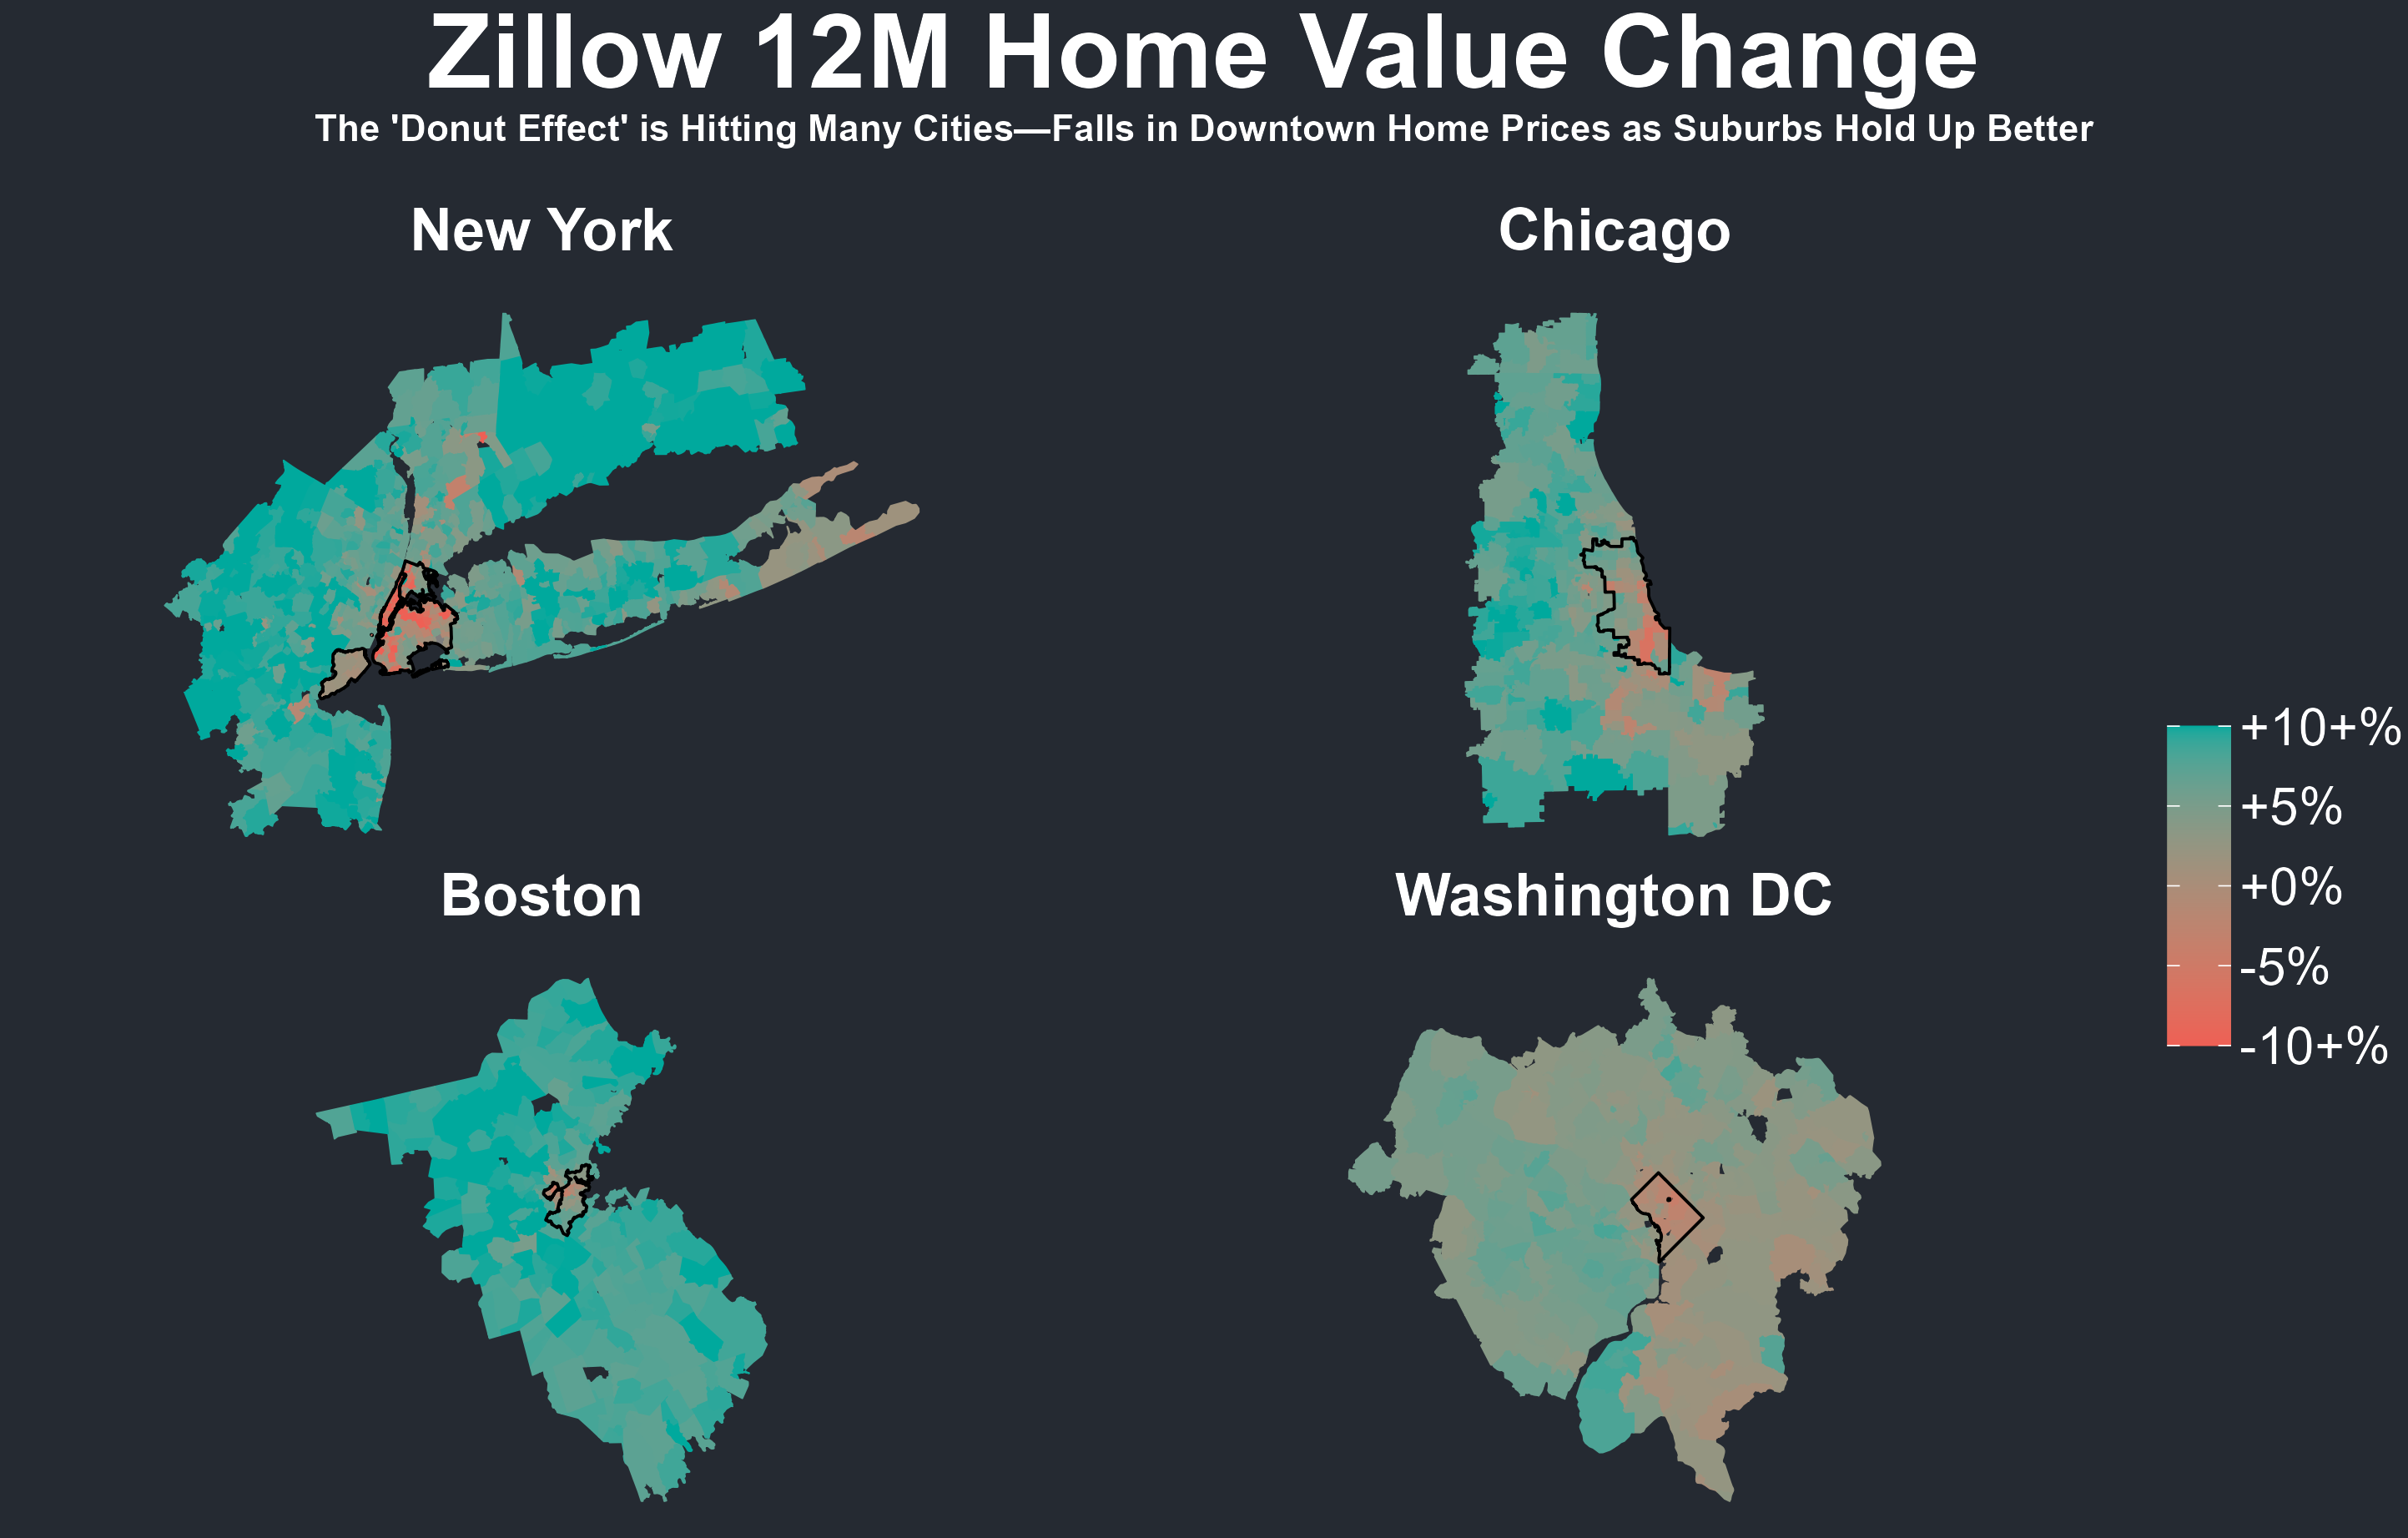 Zillow 12M Home Value Change
The 'Donut Effect' is Hitting Many Cities—Falls in Downtown Home Prices as Suburbs Hold Up Better
New York
Chicago
+10+%
+5%
+0%
-5%
-10+%
Boston
Washington DC